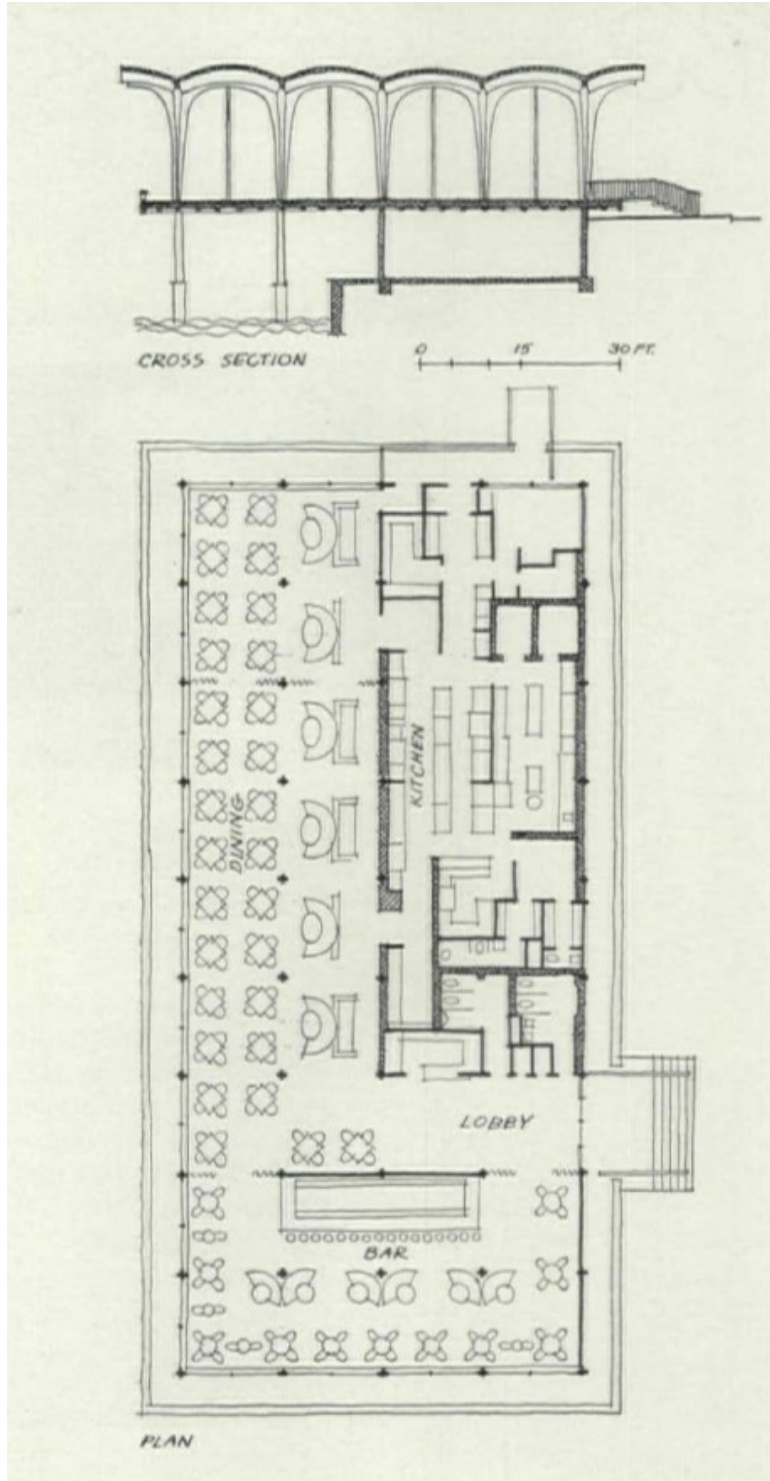 CROSS SECTION
0 15 30 FT.
KITCHEN
DINING
LOBBY
BAR
PLAN